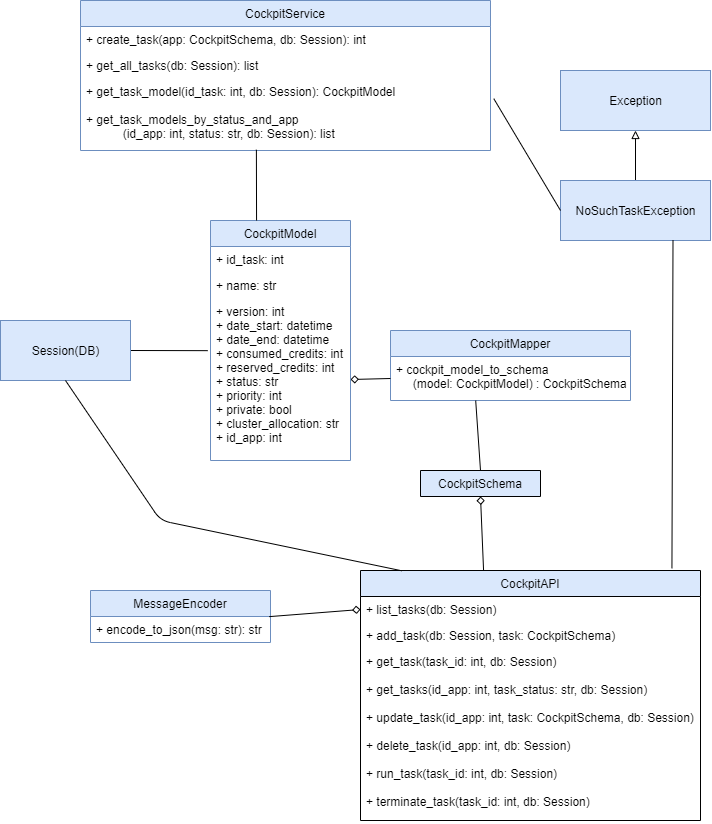 CockpitService
+ create_task(app: CockpitSchema, db: Session): int
+ get_all_tasks(db: Session): list
+ get_task_model(id_task: int, db: Session): CockpitModel
+ get_task_models_by_status_and_app
(id_app: int, status: str, db: Session): list
Exception
NoSuchTaskException
CockpitModel
+ id_task: int
+ name: str
+ version: int
+ date_start: datetime
+ date_end: datetime
+ consumed_credits: int
+ reserved_credits: int
+ status: str
+ priority: int
+ private: bool
+ cluster_allocation: str
+ id_app: int
Session(DB)
CockpitMapper
+ cockpit_model_to_schema
(model: CockpitModel) : CockpitSchema
CockpitSchema
MessageEncoder
+ encode_to_json(msg: str): str
CockpitAPI
+ list_tasks(db: Session)
+ add_task(db: Session, task: CockpitSchema)
+ get_task(task_id: int, db: Session)
+ get_tasks(id_app: int, task_status: str, db: Session)
+ update_task(id_app: int, task: CockpitSchema, db: Session)
+ delete_task(id_app: int, db: Session)
+ run_task(task_id: int, db: Session)
+ terminate_task(task_id: int, db: Session)